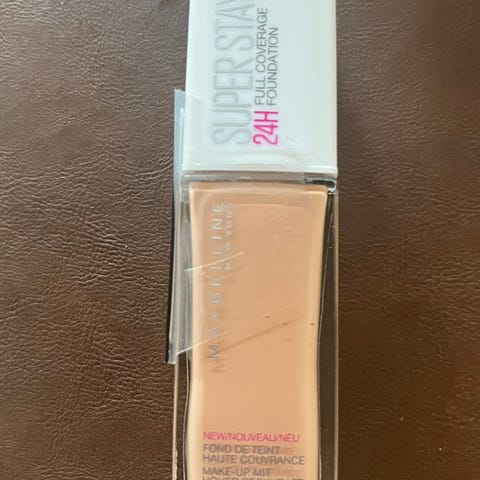 SUPER STAY
24H FULL COVERAGE
FOUNDATION
MAYBELLINE
NEW YORK
NEW/NOUVEAU/NEU
FOND DE TEINT
HAUTE COUVRANCE
MAKE-UP MIT